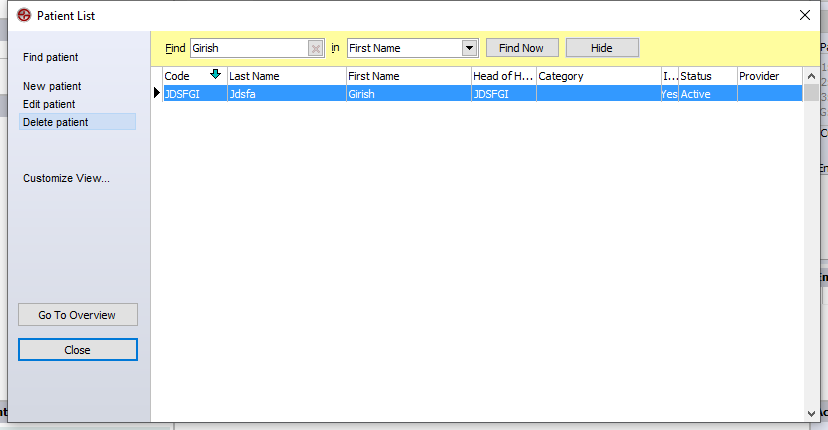 Patient List
Find patient
New patient
Edit patient
Delete patient
Customize View...
Go To Overview
Close
Find Girish in First Name Find Now Hide
Code Last Name First Name Head of H... Category I... Status Provider
JDSFGI Jdsfa Girish JDSFGI Yes Active